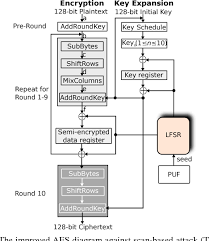 Encryption Key Expansion
128-bit Plaintext 128-bit Initial Key
Pre-Round
AddRoundKey
Key Schedule
SubBytes
ShiftRows
MixColumns
AddRoundKey
Repeat for
Round 1-9
Key,(1≤n≤10)
Key register
Semi-encrypted
data register
LFSR
seed
PUF
Round 10
SubBytes
ShiftRows
AddRoundKey
128-bit Ciphertext
The improved AES diagram against scan-based attack (T